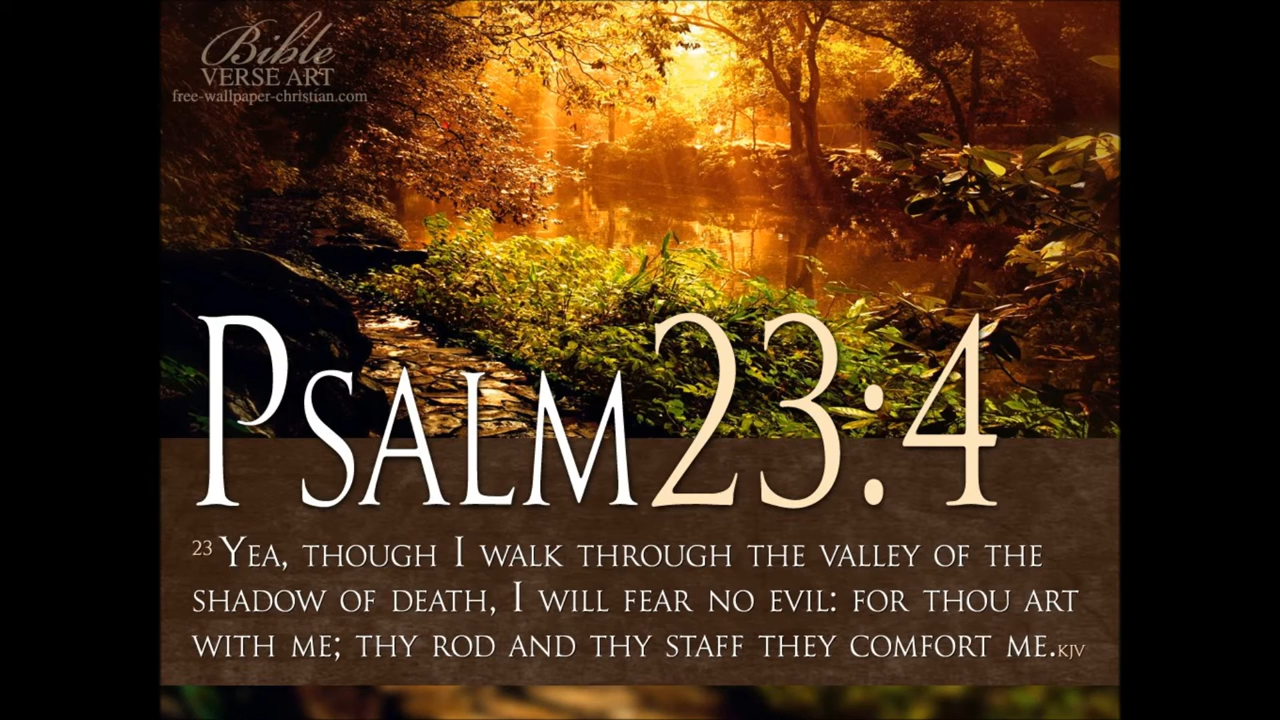 Bible
VERSE ART
free-wallpaper-christian.com
PSALM 23:4
23 YEA, THOUGH I WALK THROUGH THE VALLEY OF THE
SHADOW OF DEATH, I WILL FEAR NO EVIL: FOR THOU ART
WITH ME; THY ROD AND THY STAFF THEY COMFORT ME.KJV